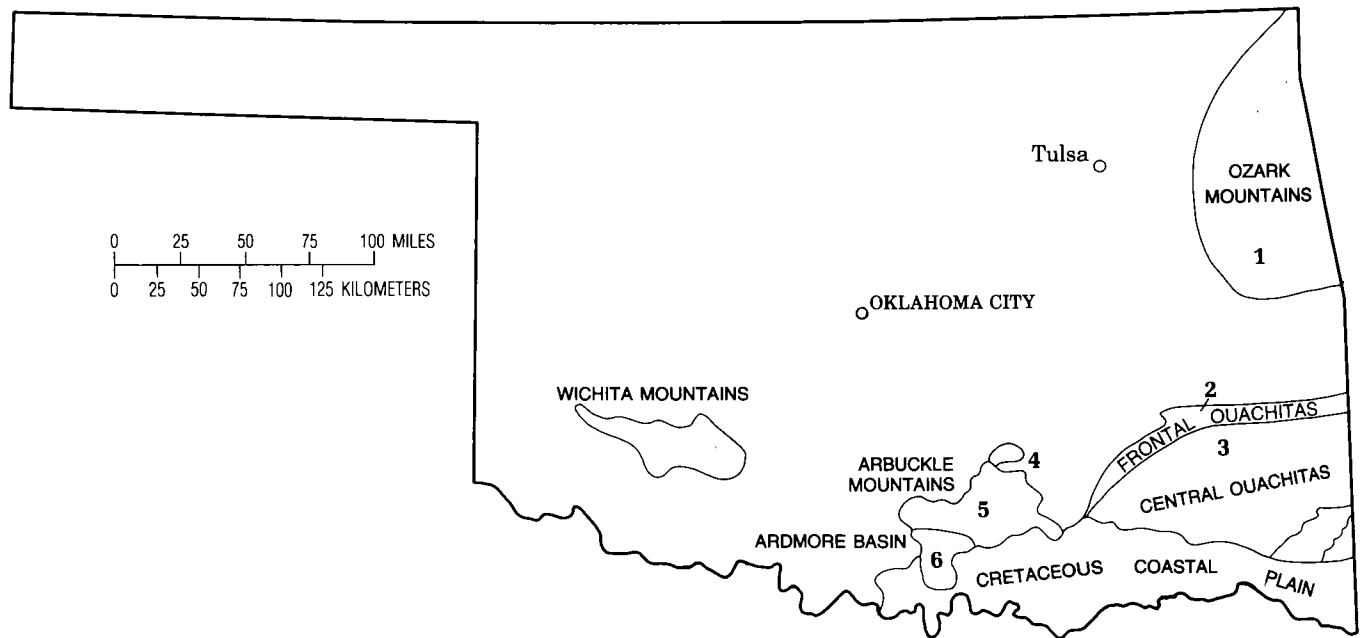 Tulsa
OZARK
MOUNTAINS
1
0 25 50 75 100 MILES
0 25 50 75 100 125 KILOMETERS
OKLAHOMA CITY
WICHITA MOUNTAINS
2
FRONTAL OUACHITAS
3
CENTRAL OUACHITAS
ARBUCKLE
MOUNTAINS
4
5
ARDMORE BASIN
6
CRETACEOUS COASTAL PLAIN